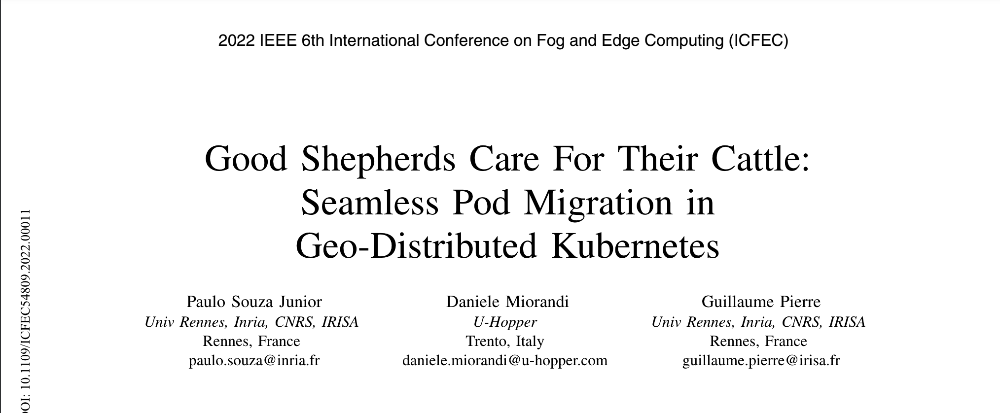 2022 IEEE 6th International Conference on Fog and Edge Computing (ICFEC)
Good Shepherds Care For Their Cattle:
Seamless Pod Migration in
Geo-Distributed Kubernetes
Paulo Souza Junior
Univ Rennes, Inria, CNRS, IRISA
Rennes, France
paulo.souza@inria.fr
Daniele Miorandi
U-Hopper
Trento, Italy
daniele.miorandi@u-hopper.com
Guillaume Pierre
Univ Rennes, Inria, CNRS, IRISA
Rennes, France
guillaume.pierre@irisa.fr
OI: 10.1109/ICFEC54809.2022.00011